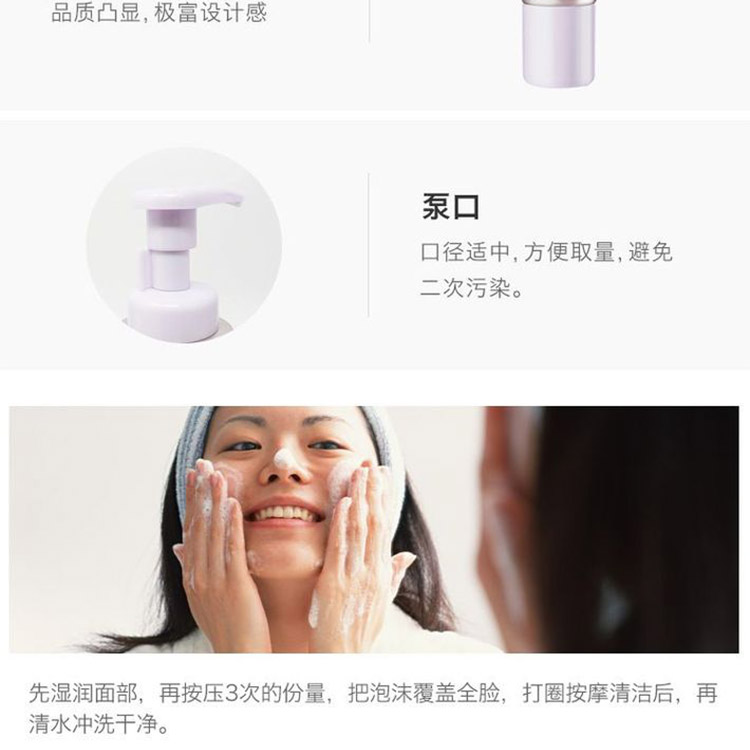 品质凸显, 极富设计感
泵口
口径适中, 方便取量, 避免
二次污染。
先湿润面部，再按压3次的份量，把泡沫覆盖全脸，打圈按摩清洁后，再
清水冲洗干净。